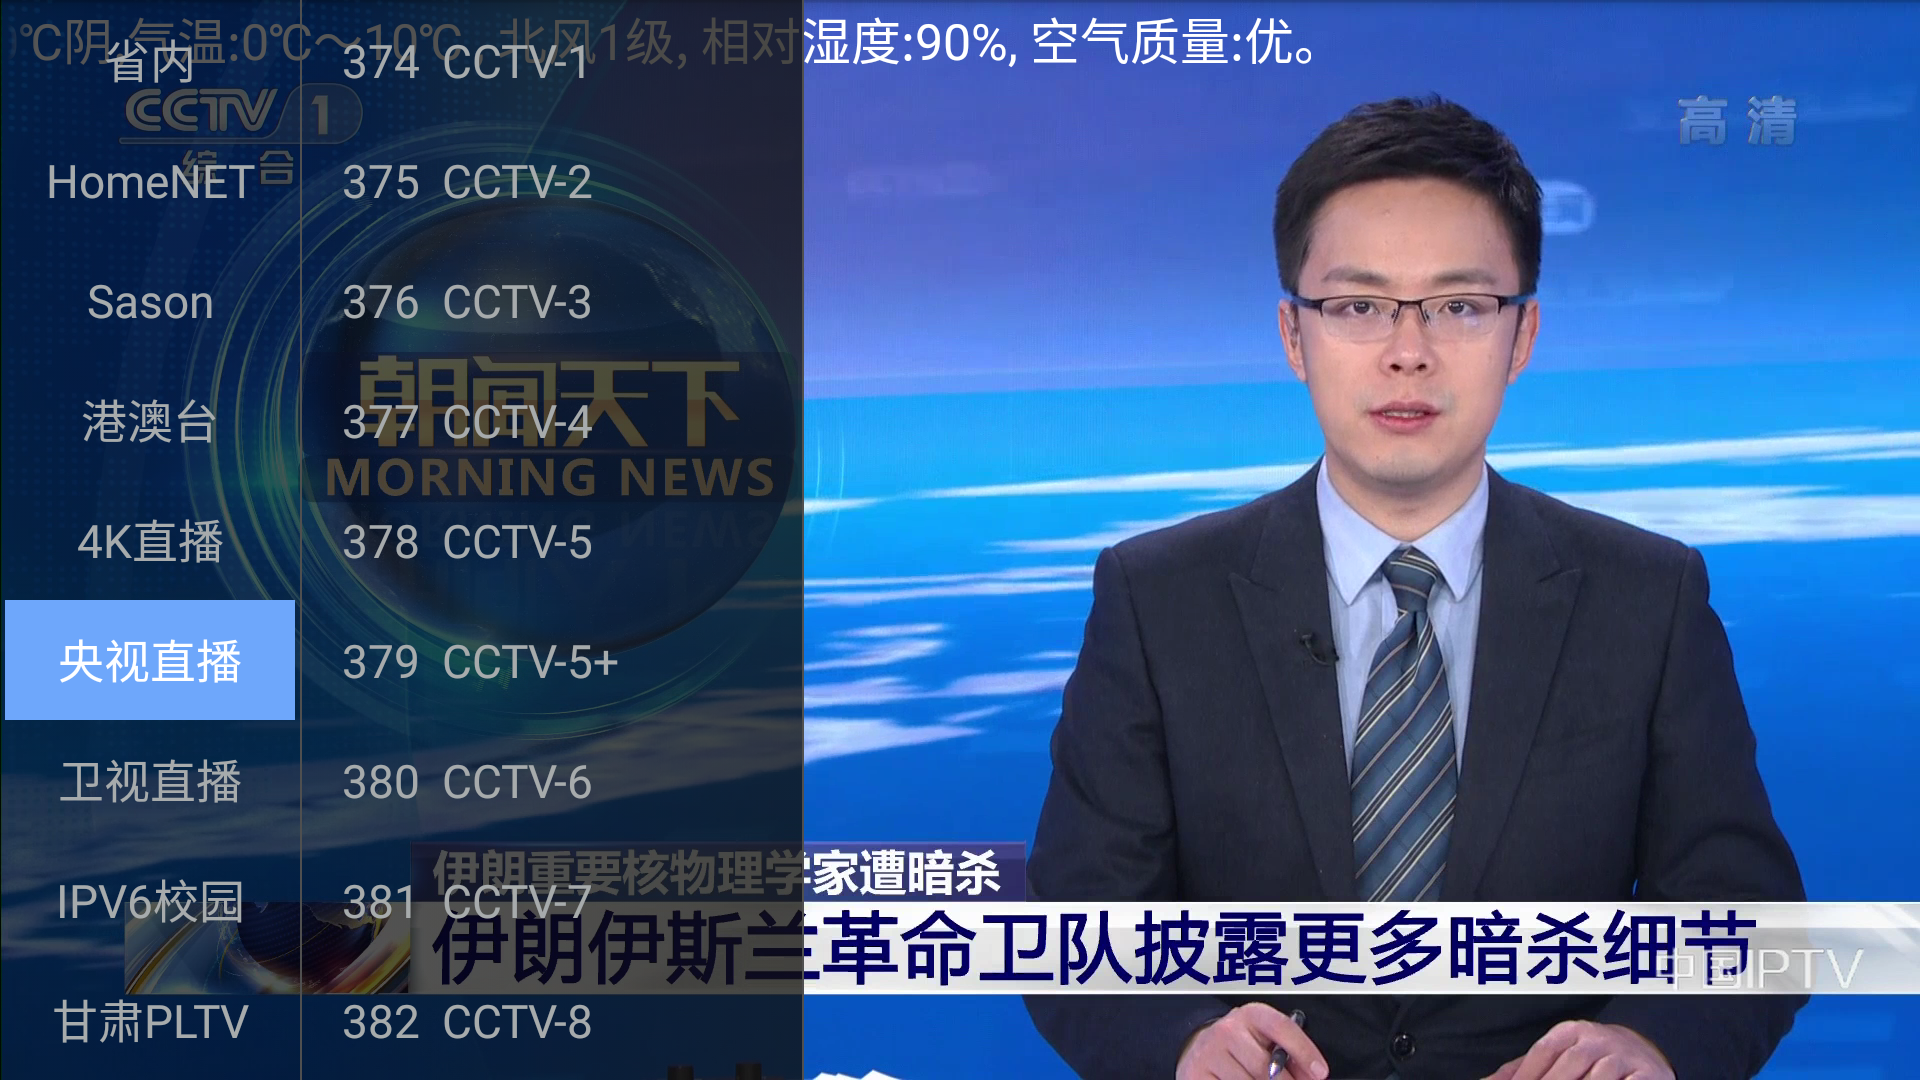 ℃阴,气温:0℃~10℃, 北风1级, 相对湿度:90%, 空气质量:优。
省内
HomeNET
Sason
港澳台
4K直播
央视直播
卫视直播
IPV6校园
甘肃PLTV
374 CCTV-1
375 CCTV-2
376 CCTV-3
377 CCTV-4
378 CCTV-5
379 CCTV-5+
380 CCTV-6
381 CCTV-7
382 CCTV-8
CCTV 1
综合
高清
朝闻天下
MORNING NEWS
伊朗重要核物理学家遭暗杀
伊朗伊斯兰革命卫队披露更多暗杀细节
中国IPTV